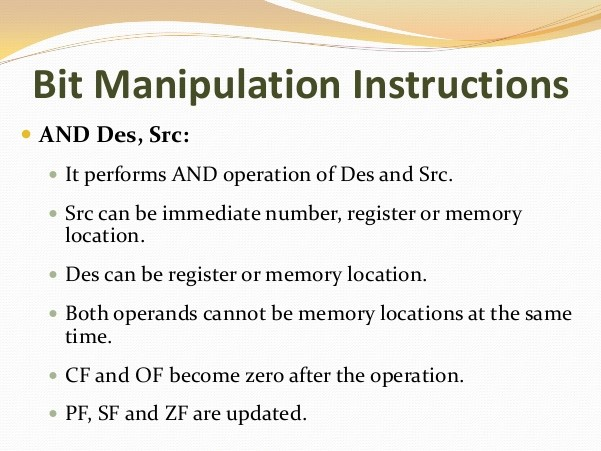 Bit Manipulation Instructions
• AND Des, Src:
• It performs AND operation of Des and Src.
• Src can be immediate number, register or memory
location.
• Des can be register or memory location.
• Both operands cannot be memory locations at the same
time.
• CF and OF become zero after the operation.
• PF, SF and ZF are updated.